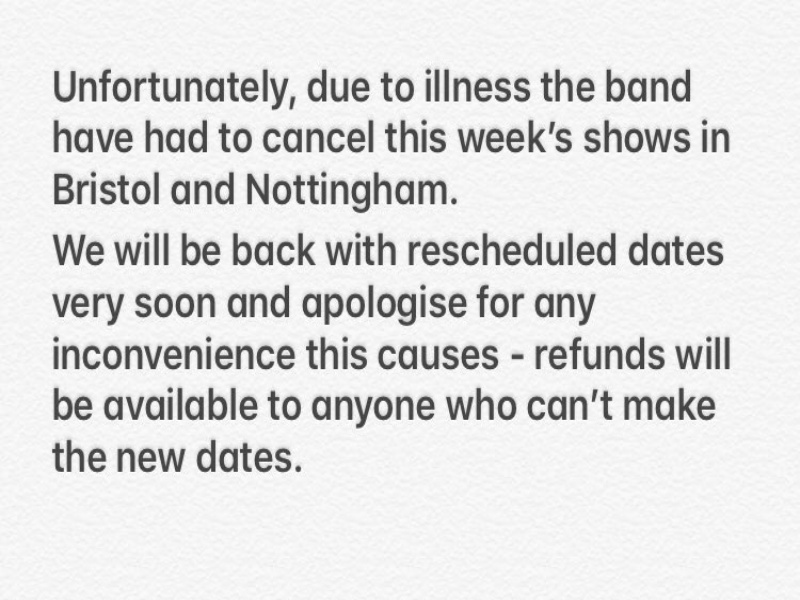 Unfortunately, due to illness the band
have had to cancel this week’s shows in
Bristol and Nottingham.
We will be back with rescheduled dates
very soon and apologise for any
inconvenience this causes - refunds will
be available to anyone who can’t make
the new dates.